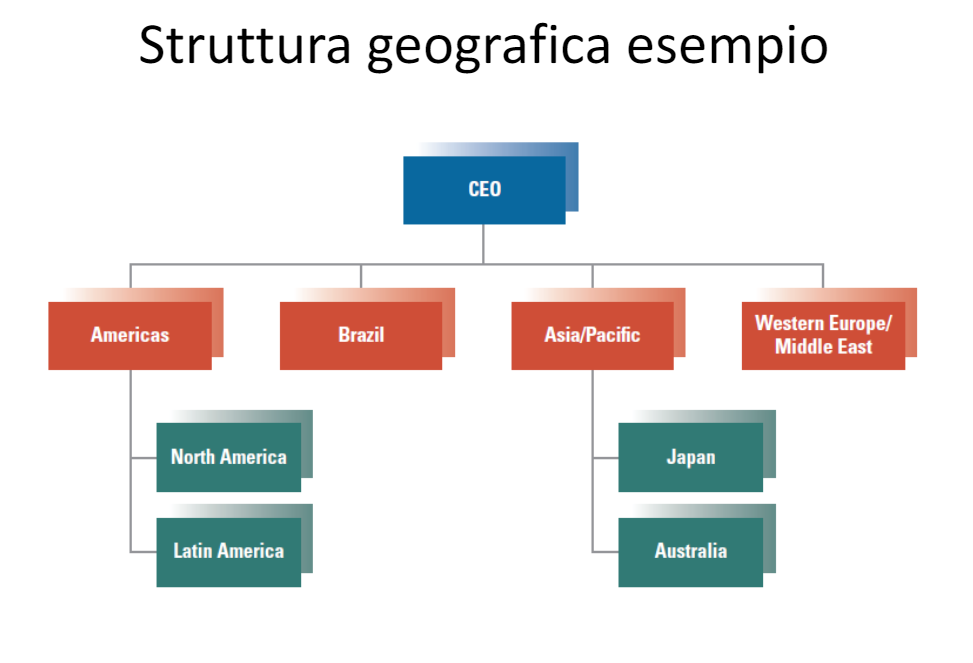 Struttura geografica esempio
CEO
Americas
Brazil
Asia/Pacific
Western Europe/
Middle East
North America
Japan
Latin America
Australia